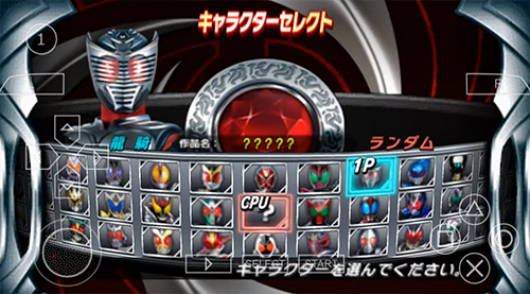 キャラクターセレクト
1
龍騎
作品名
?????
ランダム
1P
CPU
?
SELECT
START
キャラクターを選んでください。